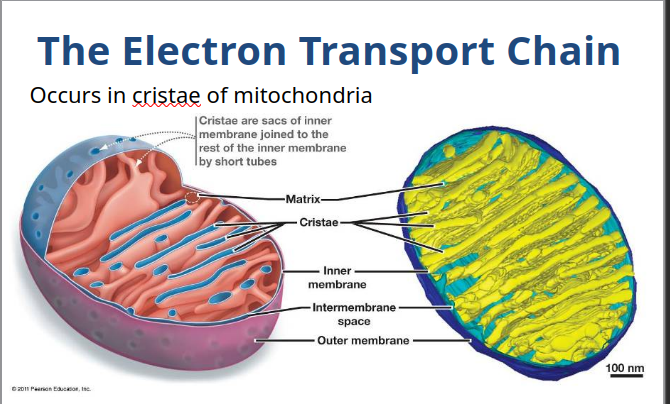 The Electron Transport Chain
Occurs in cristae of mitochondria
Cristae are sacs of inner
membrane joined to the
rest of the inner membrane
by short tubes
Matrix
Cristae
Inner
membrane
Intermembrane
space
Outer membrane
100 nm
© 2011 Pearson Education, Inc.